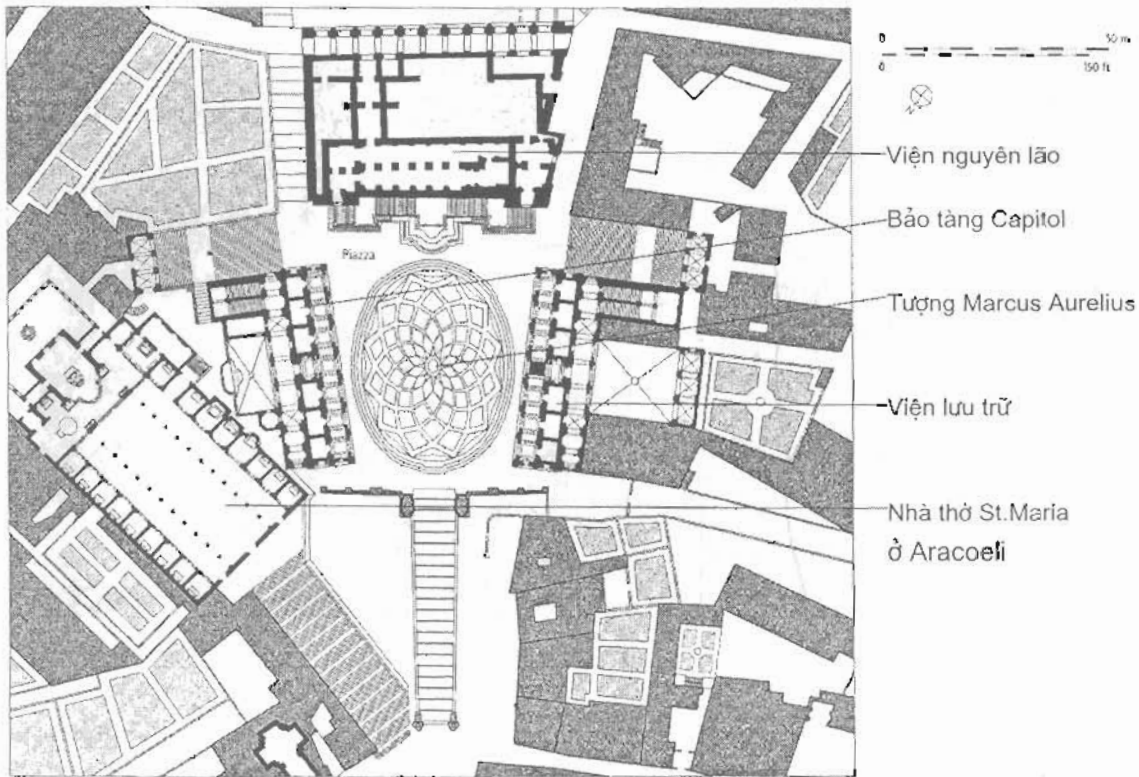 0 50 m
0 150 ft
Viện nguyên lão
Bảo tàng Capitol
Piazza
Tượng Marcus Aurelius
Viện lưu trữ
Nhà thờ St.Maria
ở Aracoeli